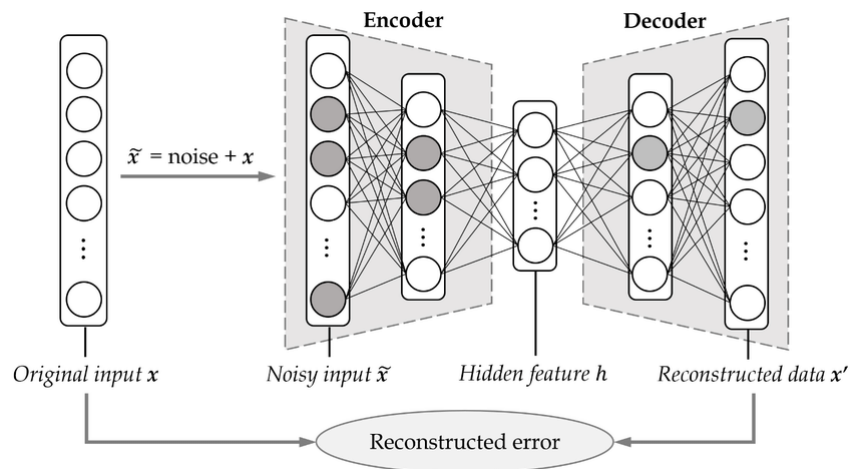 Encoder
Decoder
x̃ = noise + x
⋮
⋮
⋮
⋮
⋮
⋮
Original input x
Noisy input x̃
Hidden feature h
Reconstructed data x′
Reconstructed error